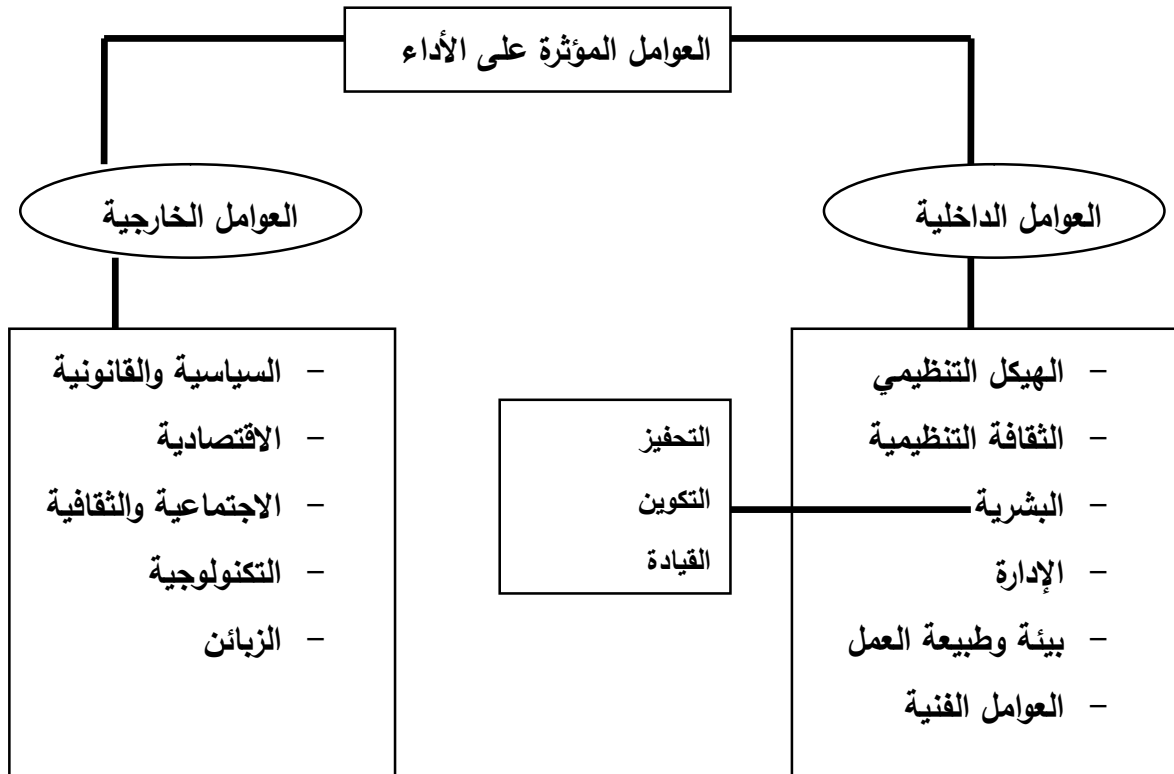 العوامل المؤثرة على الأداء
العوامل الداخلية
العوامل الخارجية
- الهيكل التنظيمي
- الثقافة التنظيمية
- البشرية
- الإدارة
- بيئة وطبيعة العمل
- العوامل الفنية
التحفيز
التكوين
القيادة
- السياسية والقانونية
- الاقتصادية
- الاجتماعية والثقافية
- التكنولوجية
- الزبائن